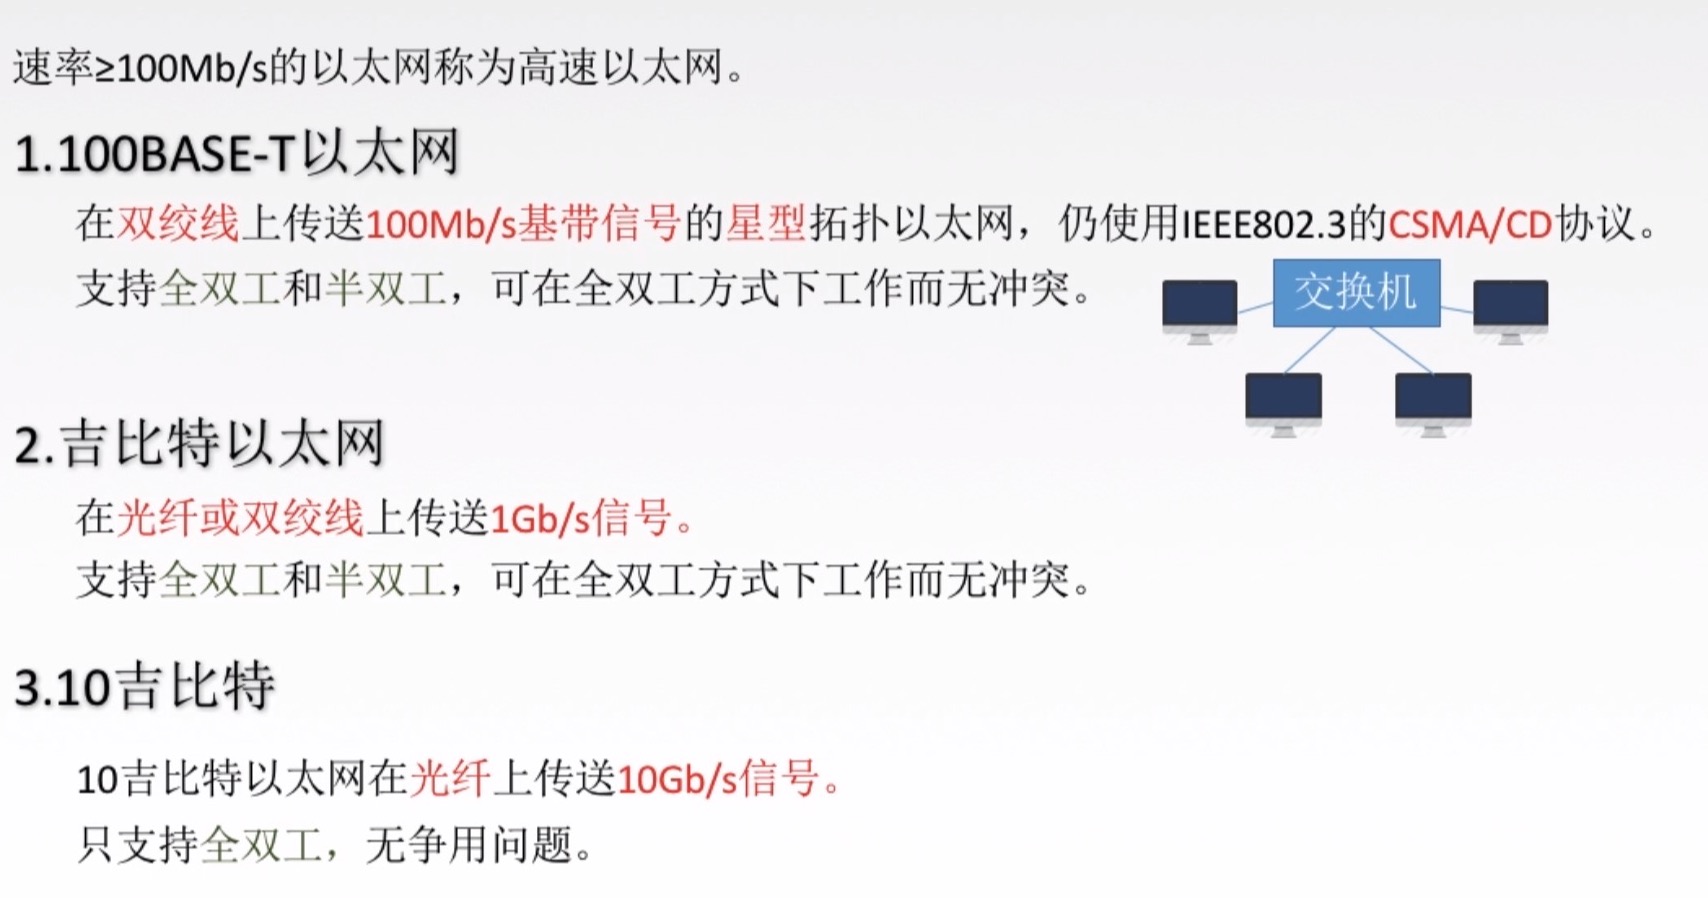 速率≥100Mb/s的以太网称为高速以太网。
1.100BASE-T以太网
在双绞线上传送100Mb/s基带信号的星型拓扑以太网，仍使用IEEE802.3的CSMA/CD协议。
支持全双工和半双工，可在全双工方式下工作而无冲突。
交换机
2.吉比特以太网
在光纤或双绞线上传送1Gb/s信号。
支持全双工和半双工，可在全双工方式下工作而无冲突。
3.10吉比特
10吉比特以太网在光纤上传送10Gb/s信号。
只支持全双工，无争用问题。